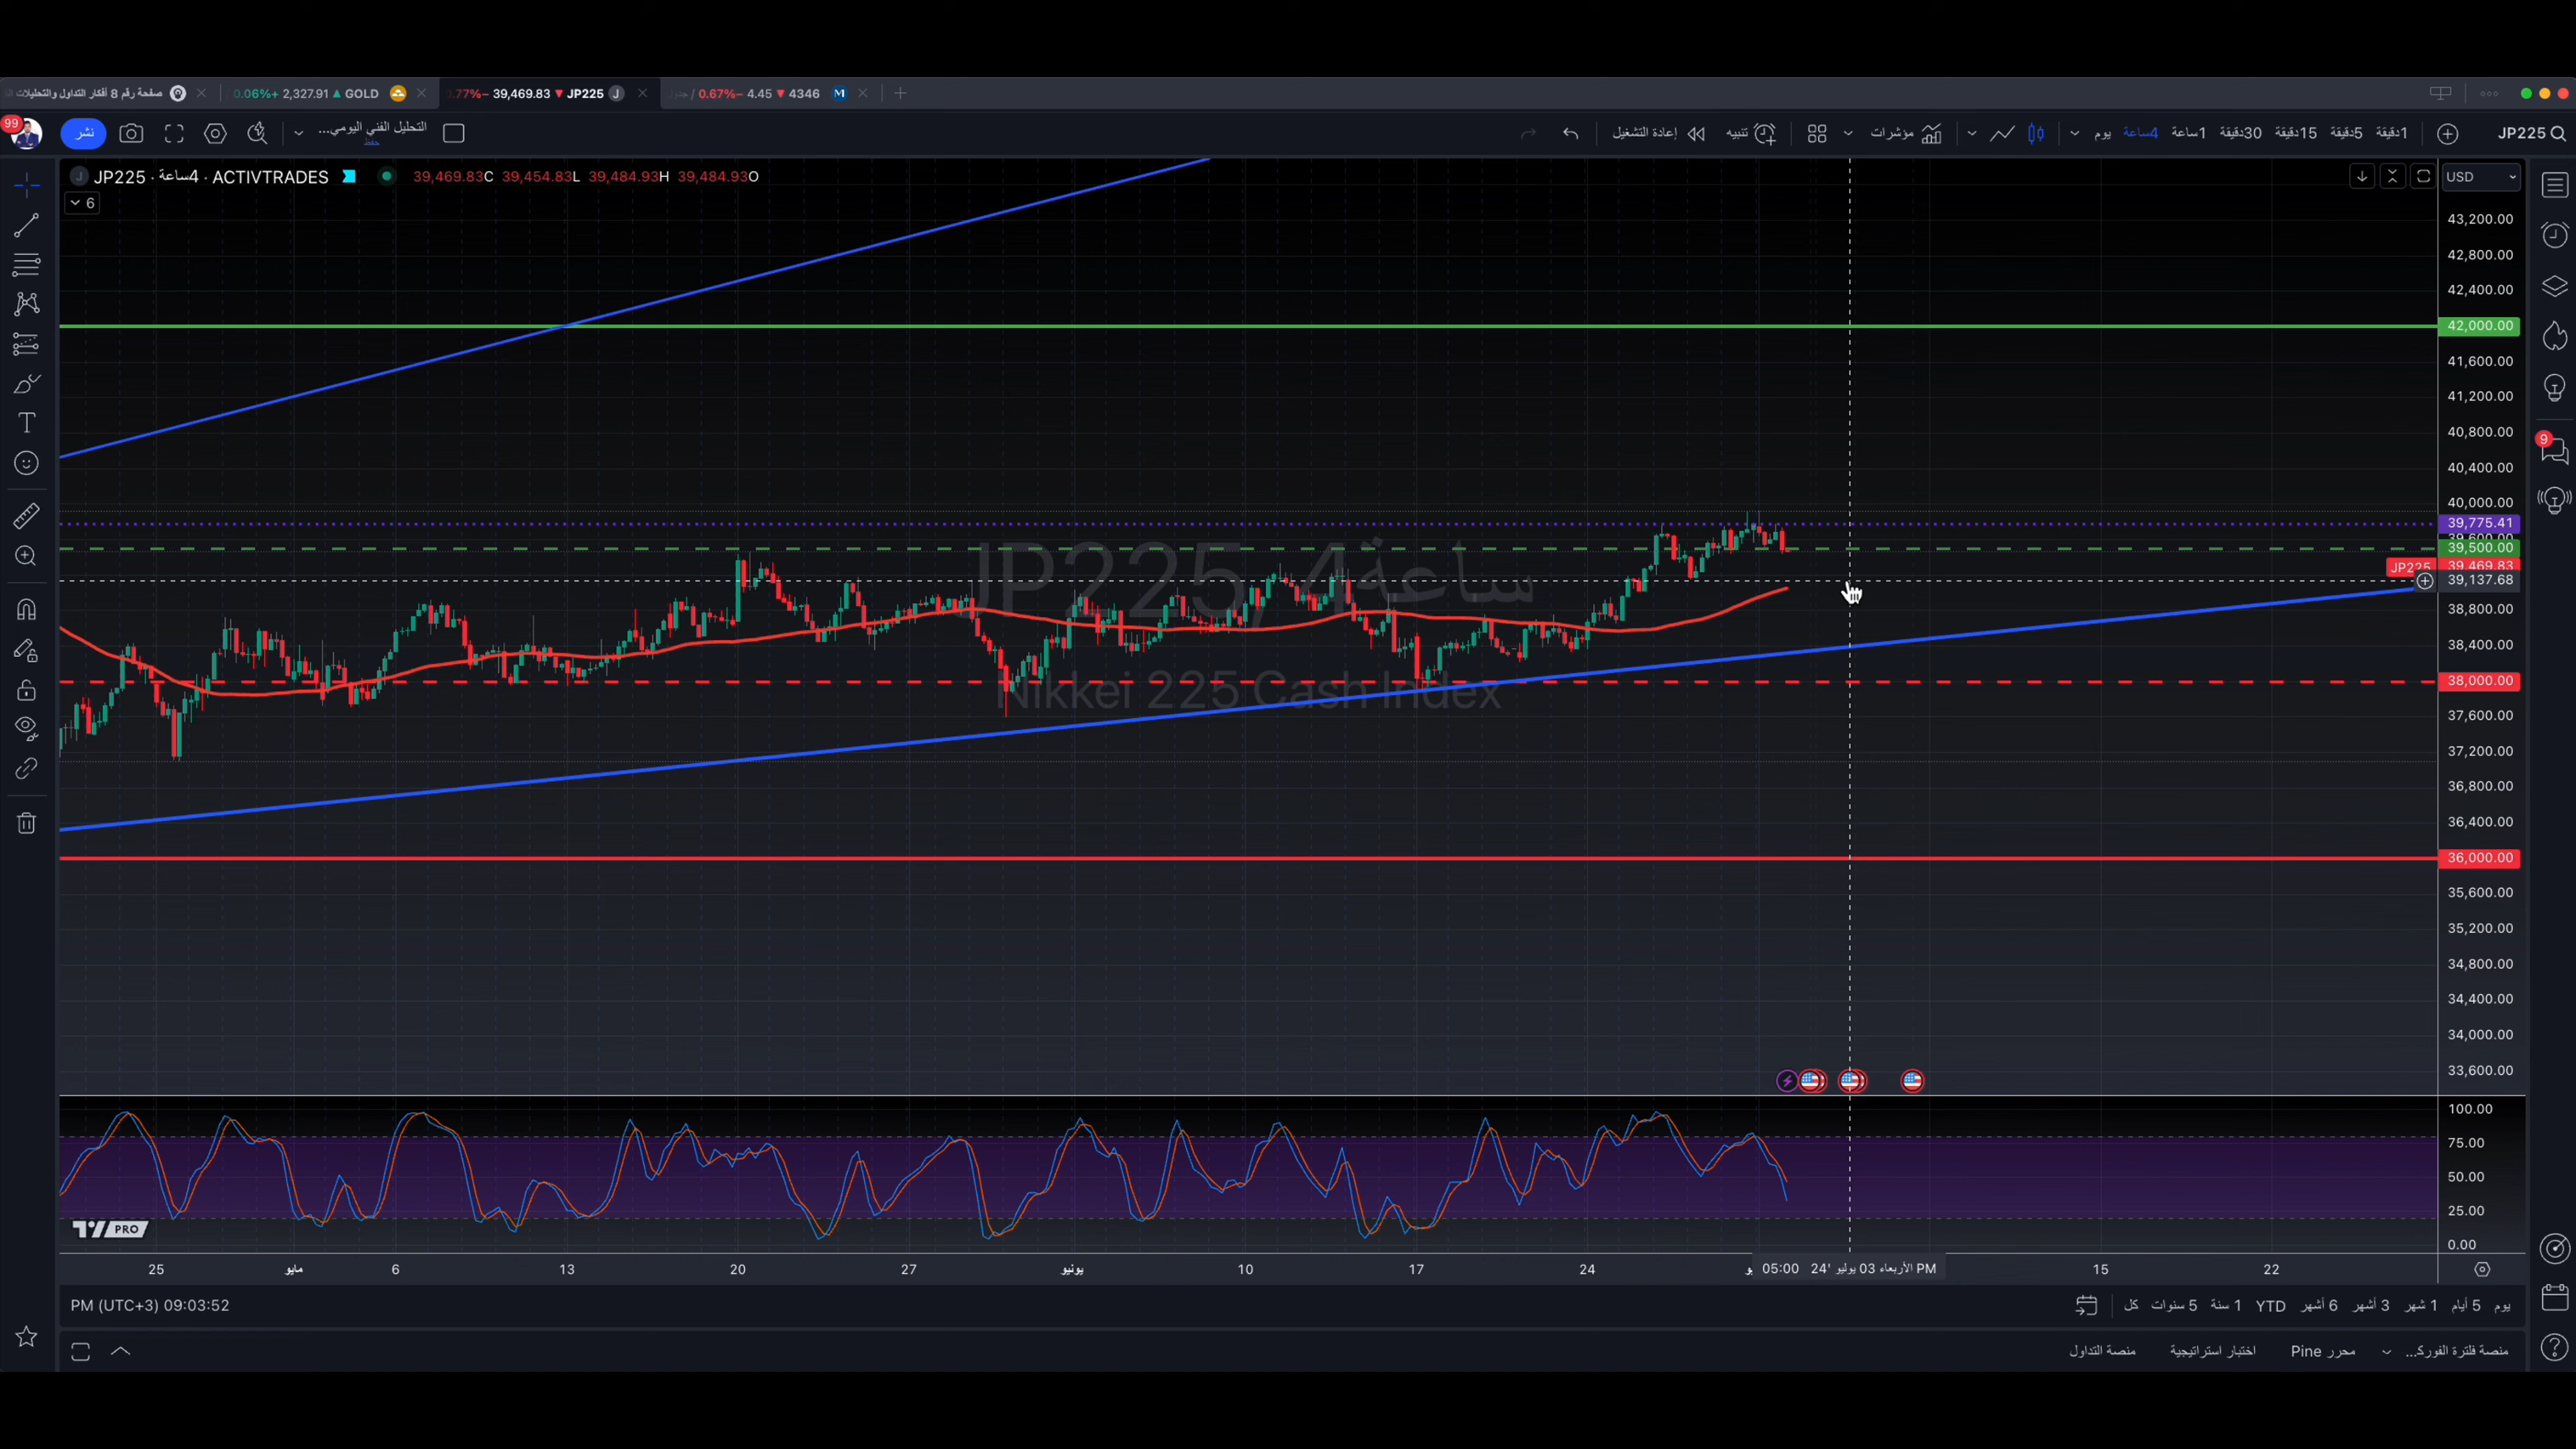 صفحة رقم 8 أفكار التداول والتحليلات
0.06%+ 2,327.91 ▲ GOLD
.77%− 39,469.83 ▼ JP225 J
0.67%− 4.45 ▼ 4346 M
99
نشر
التحليل الفني اليومي...
حفظ
إعادة التشغيل
تنبيه
مؤشرات
يوم
4ساعة
1ساعة
30دقيقة
15دقيقة
5دقيقة
1دقيقة
JP225
J JP225 · 4ساعة · ACTIVTRADES
39,469.83C 39,454.83L 39,484.93H 39,484.93O
6
USD
43,200.00
42,800.00
42,400.00
42,000.00
41,600.00
41,200.00
40,800.00
40,400.00
40,000.00
39,775.41
39,600.00
39,500.00
JP225 39,469.83
39,137.68
38,800.00
38,400.00
38,000.00
37,600.00
37,200.00
36,800.00
36,400.00
36,000.00
35,600.00
35,200.00
34,800.00
34,400.00
34,000.00
33,600.00
JP225, 4ساعة
Nikkei 225 Cash Index
9
100.00
75.00
50.00
25.00
0.00
TV PRO
25 مايو 6 13 20 27 يونيو 10 17 24
05:00 PM الأربعاء 03 يوليو '24
15 22
PM (UTC+3) 09:03:52
كل
5 سنوات
1 سنة
YTD
6 أشهر
3 أشهر
1 شهر
5 أيام
يوم
منصة التداول
اختبار استراتيجية
محرر Pine
منصة فلترة الفورك...